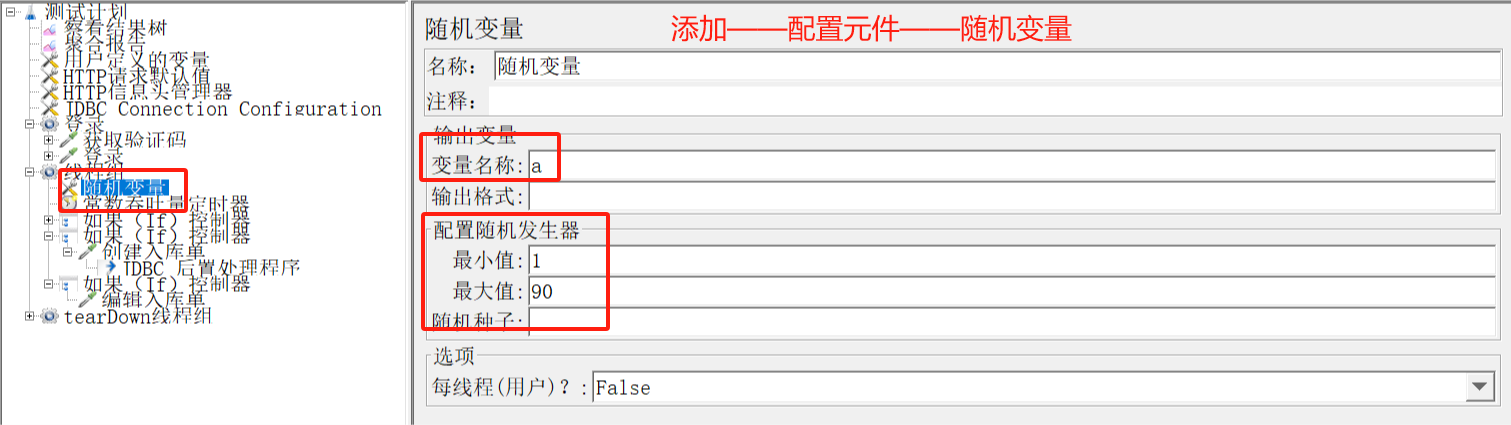 测试计划
察看结果树
聚合报告
用户定义的变量
HTTP请求默认值
HTTP信息头管理器
JDBC Connection Configuration
登录
获取验证码
登录
线程组
随机变量
常数吞吐量定时器
如果（If）控制器
如果（If）控制器
创建入库单
JDBC 后置处理程序
如果（If）控制器
编辑入库单
tearDown线程组
随机变量
添加——配置元件——随机变量
名称： 随机变量
注释：
输出变量
变量名称: a
输出格式:
配置随机发生器
最小值: 1
最大值: 90
随机种子:
选项
每线程(用户)？: False